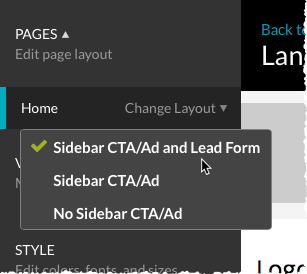 PAGES ▲
Edit page layout
Back to
Lan
Home
Change Layout ▼
✓ Sidebar CTA/Ad and Lead Form
Sidebar CTA/Ad
No Sidebar CTA/Ad
STYLE
Edit colors, fonts, and sizes
Logo